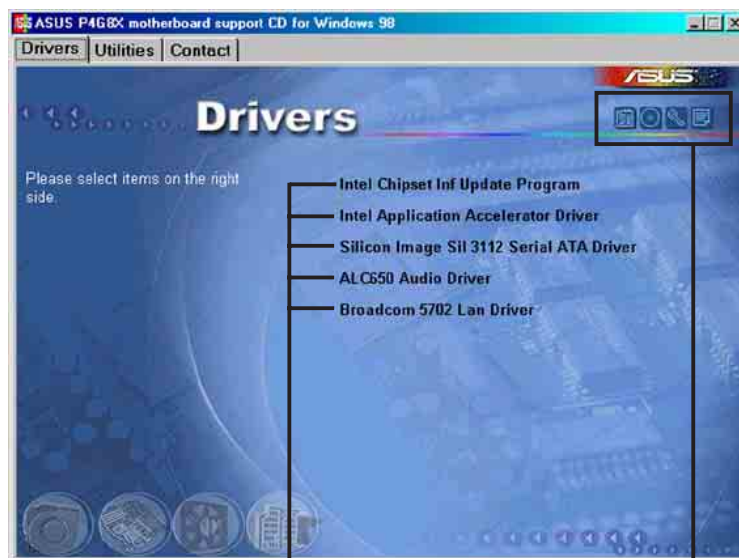 ASUS P4G8X motherboard support CD for Windows 98
Drivers Utilities Contact
ASUS
Drivers
Please select items on the right
side.
Intel Chipset Inf Update Program
Intel Application Accelerator Driver
Silicon Image SiI 3112 Serial ATA Driver
ALC650 Audio Driver
Broadcom 5702 Lan Driver